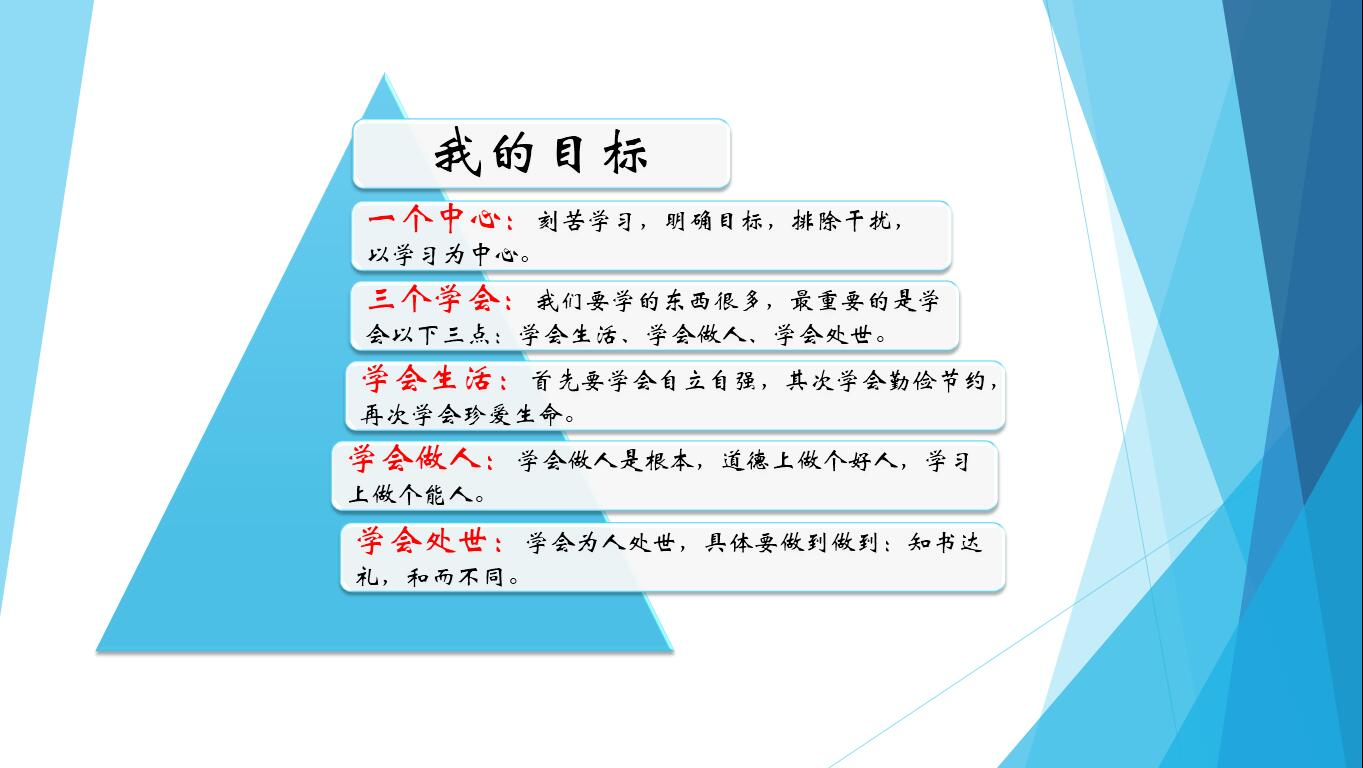 我的目标
一个中心：刻苦学习，明确目标，排除干扰，
以学习为中心。
三个学会：我们要学的东西很多，最重要的是学
会以下三点：学会生活、学会做人、学会处世。
学会生活：首先要学会自立自强，其次学会勤俭节约，
再次学会珍爱生命。
学会做人：学会做人是根本，道德上做个好人，学习
上做个能人。
学会处世：学会为人处世，具体要做到做到：知书达
礼，和而不同。